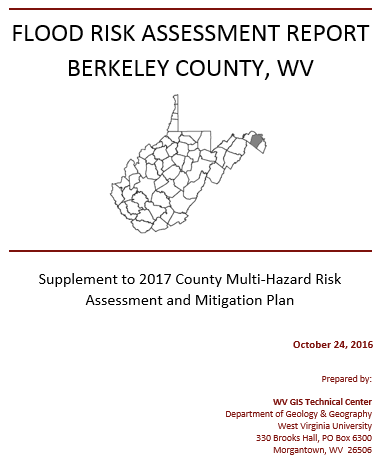 FLOOD RISK ASSESSMENT REPORT
BERKELEY COUNTY, WV
Supplement to 2017 County Multi-Hazard Risk
Assessment and Mitigation Plan
October 24, 2016
Prepared by:
WV GIS Technical Center
Department of Geology & Geography
West Virginia University
330 Brooks Hall, PO Box 6300
Morgantown, WV  26506